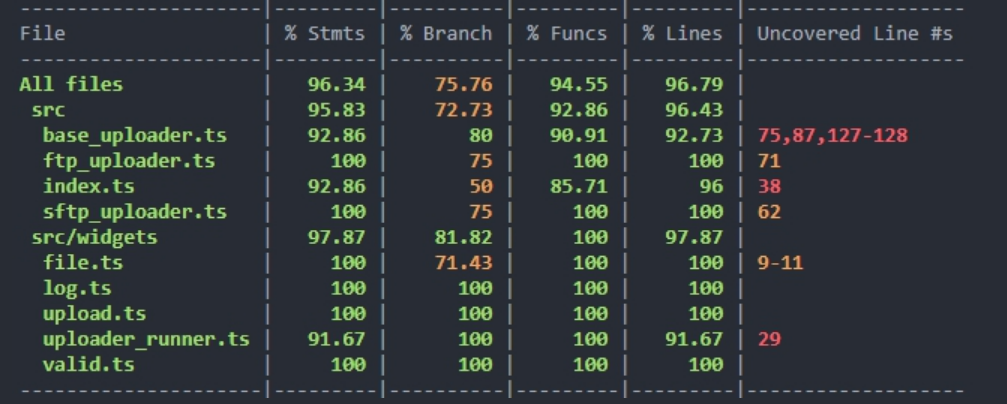 ---------------------|---------|----------|---------|---------|-------------------
File                 | % Stmts | % Branch | % Funcs | % Lines | Uncovered Line #s
---------------------|---------|----------|---------|---------|-------------------
All files            |   96.34 |    75.76 |   94.55 |   96.79 |
 src                 |   95.83 |    72.73 |   92.86 |   96.43 |
  base_uploader.ts   |   92.86 |       80 |   90.91 |   92.73 | 75,87,127-128
  ftp_uploader.ts    |     100 |       75 |     100 |     100 | 71
  index.ts           |   92.86 |       50 |   85.71 |      96 | 38
  sftp_uploader.ts   |     100 |       75 |     100 |     100 | 62
 src/widgets         |   97.87 |    81.82 |     100 |   97.87 |
  file.ts            |     100 |    71.43 |     100 |     100 | 9-11
  log.ts             |     100 |      100 |     100 |     100 |
  upload.ts          |     100 |      100 |     100 |     100 |
  uploader_runner.ts |   91.67 |      100 |     100 |   91.67 | 29
  valid.ts           |     100 |      100 |     100 |     100 |
---------------------|---------|----------|---------|---------|-------------------